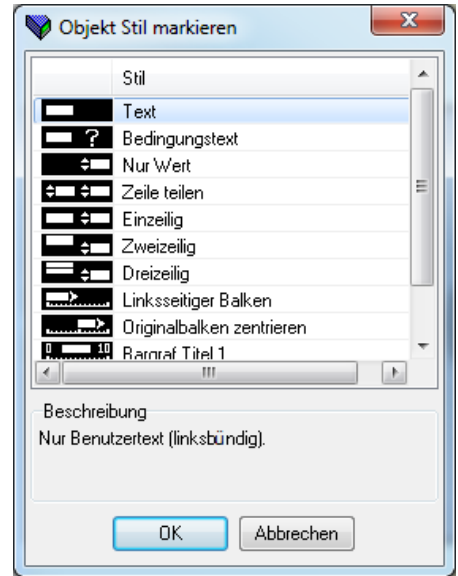 Objekt Stil markieren
Stil
Text
? Bedingungstext
Nur Wert
Zeile teilen
Einzeilig
Zweizeilig
Dreizeilig
Linksseitiger Balken
Originalbalken zentrieren
0 10 Bargraf Titel 1
Beschreibung
Nur Benutzertext (linksbündig).
OK Abbrechen